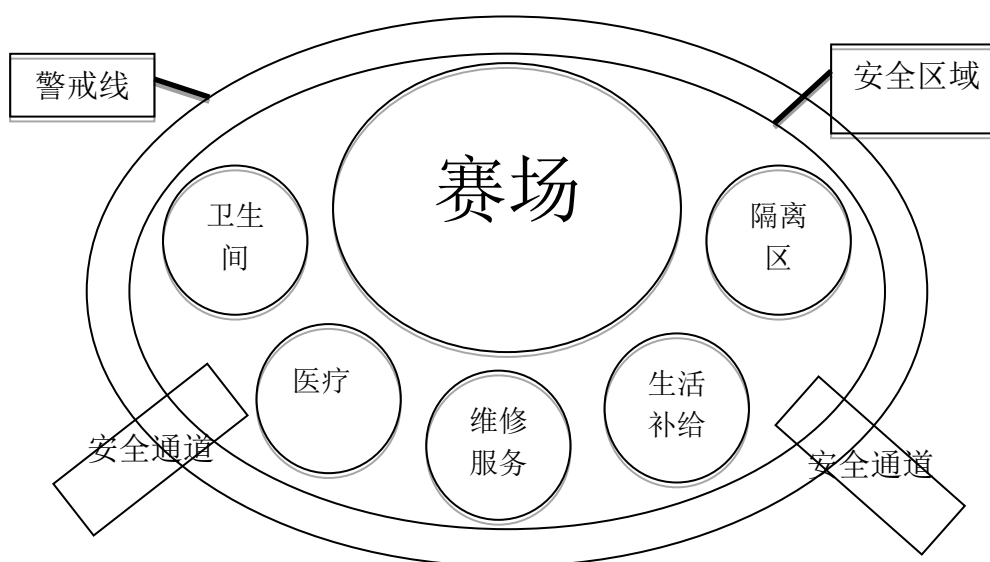 警戒线
安全区域
赛场
卫生
间
隔离
区
医疗
生活
补给
维修
服务
安全通道
安全通道